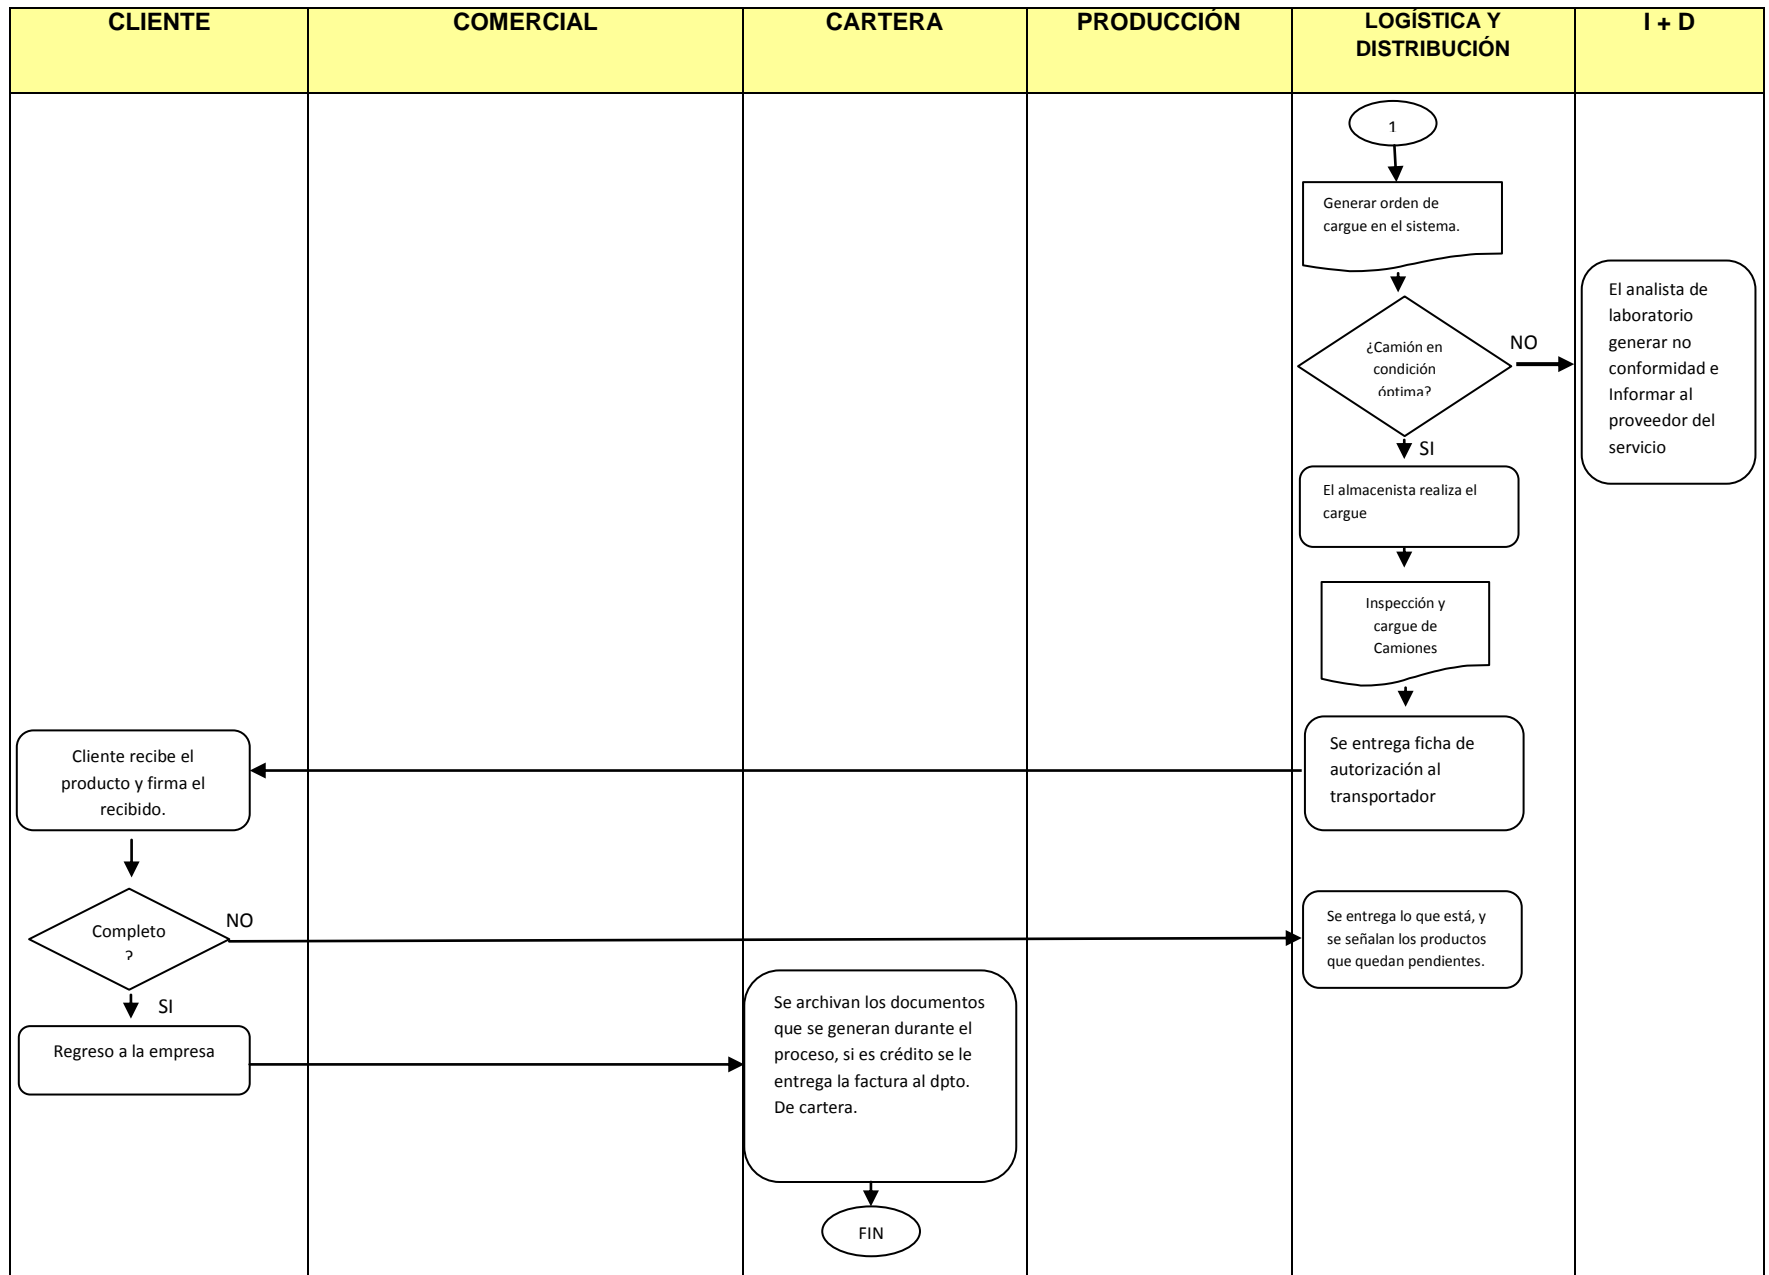 CLIENTE
COMERCIAL
CARTERA
PRODUCCIÓN
LOGÍSTICA Y
DISTRIBUCIÓN
I + D
1
Generar orden de
cargue en el sistema.
¿Camión en
condición
óptima?
NO
El analista de
laboratorio
generar no
conformidad e
Informar al
proveedor del
servicio
SI
El almacenista realiza el
cargue
Inspección y
cargue de
Camiones
Se entrega ficha de
autorización al
transportador
Cliente recibe el
producto y firma el
recibido.
Completo
?
NO
Se entrega lo que está, y
se señalan los productos
que quedan pendientes.
SI
Regreso a la empresa
Se archivan los documentos
que se generan durante el
proceso, si es crédito se le
entrega la factura al dpto.
De cartera.
FIN